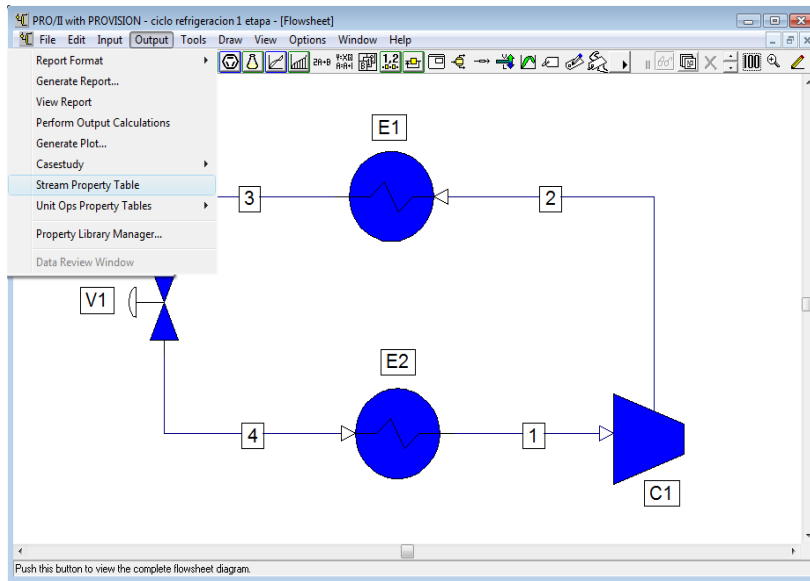 PRO/II with PROVISION - ciclo refrigeracion 1 etapa - [Flowsheet]
File Edit Input Output Tools Draw View Options Window Help
Report Format
Generate Report...
View Report
Perform Output Calculations
Generate Plot...
Casestudy
Stream Property Table
Unit Ops Property Tables
Property Library Manager...
Data Review Window
E1
3
2
V1
E2
4
1
C1
Push this button to view the complete flowsheet diagram.